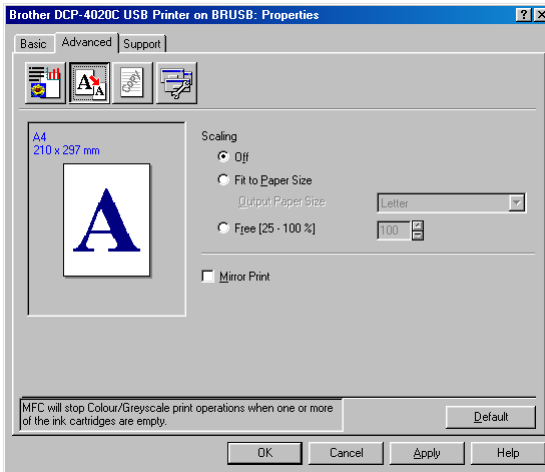 Brother DCP-4020C USB Printer on BRUSB: Properties
Basic Advanced Support
A4
210 x 297 mm
A
Scaling
Off
Fit to Paper Size
Output Paper Size Letter
Free [25 - 100 %] 100
Mirror Print
MFC will stop Colour/Greyscale print operations when one or more
of the ink cartridges are empty.
Default
OK Cancel Apply Help